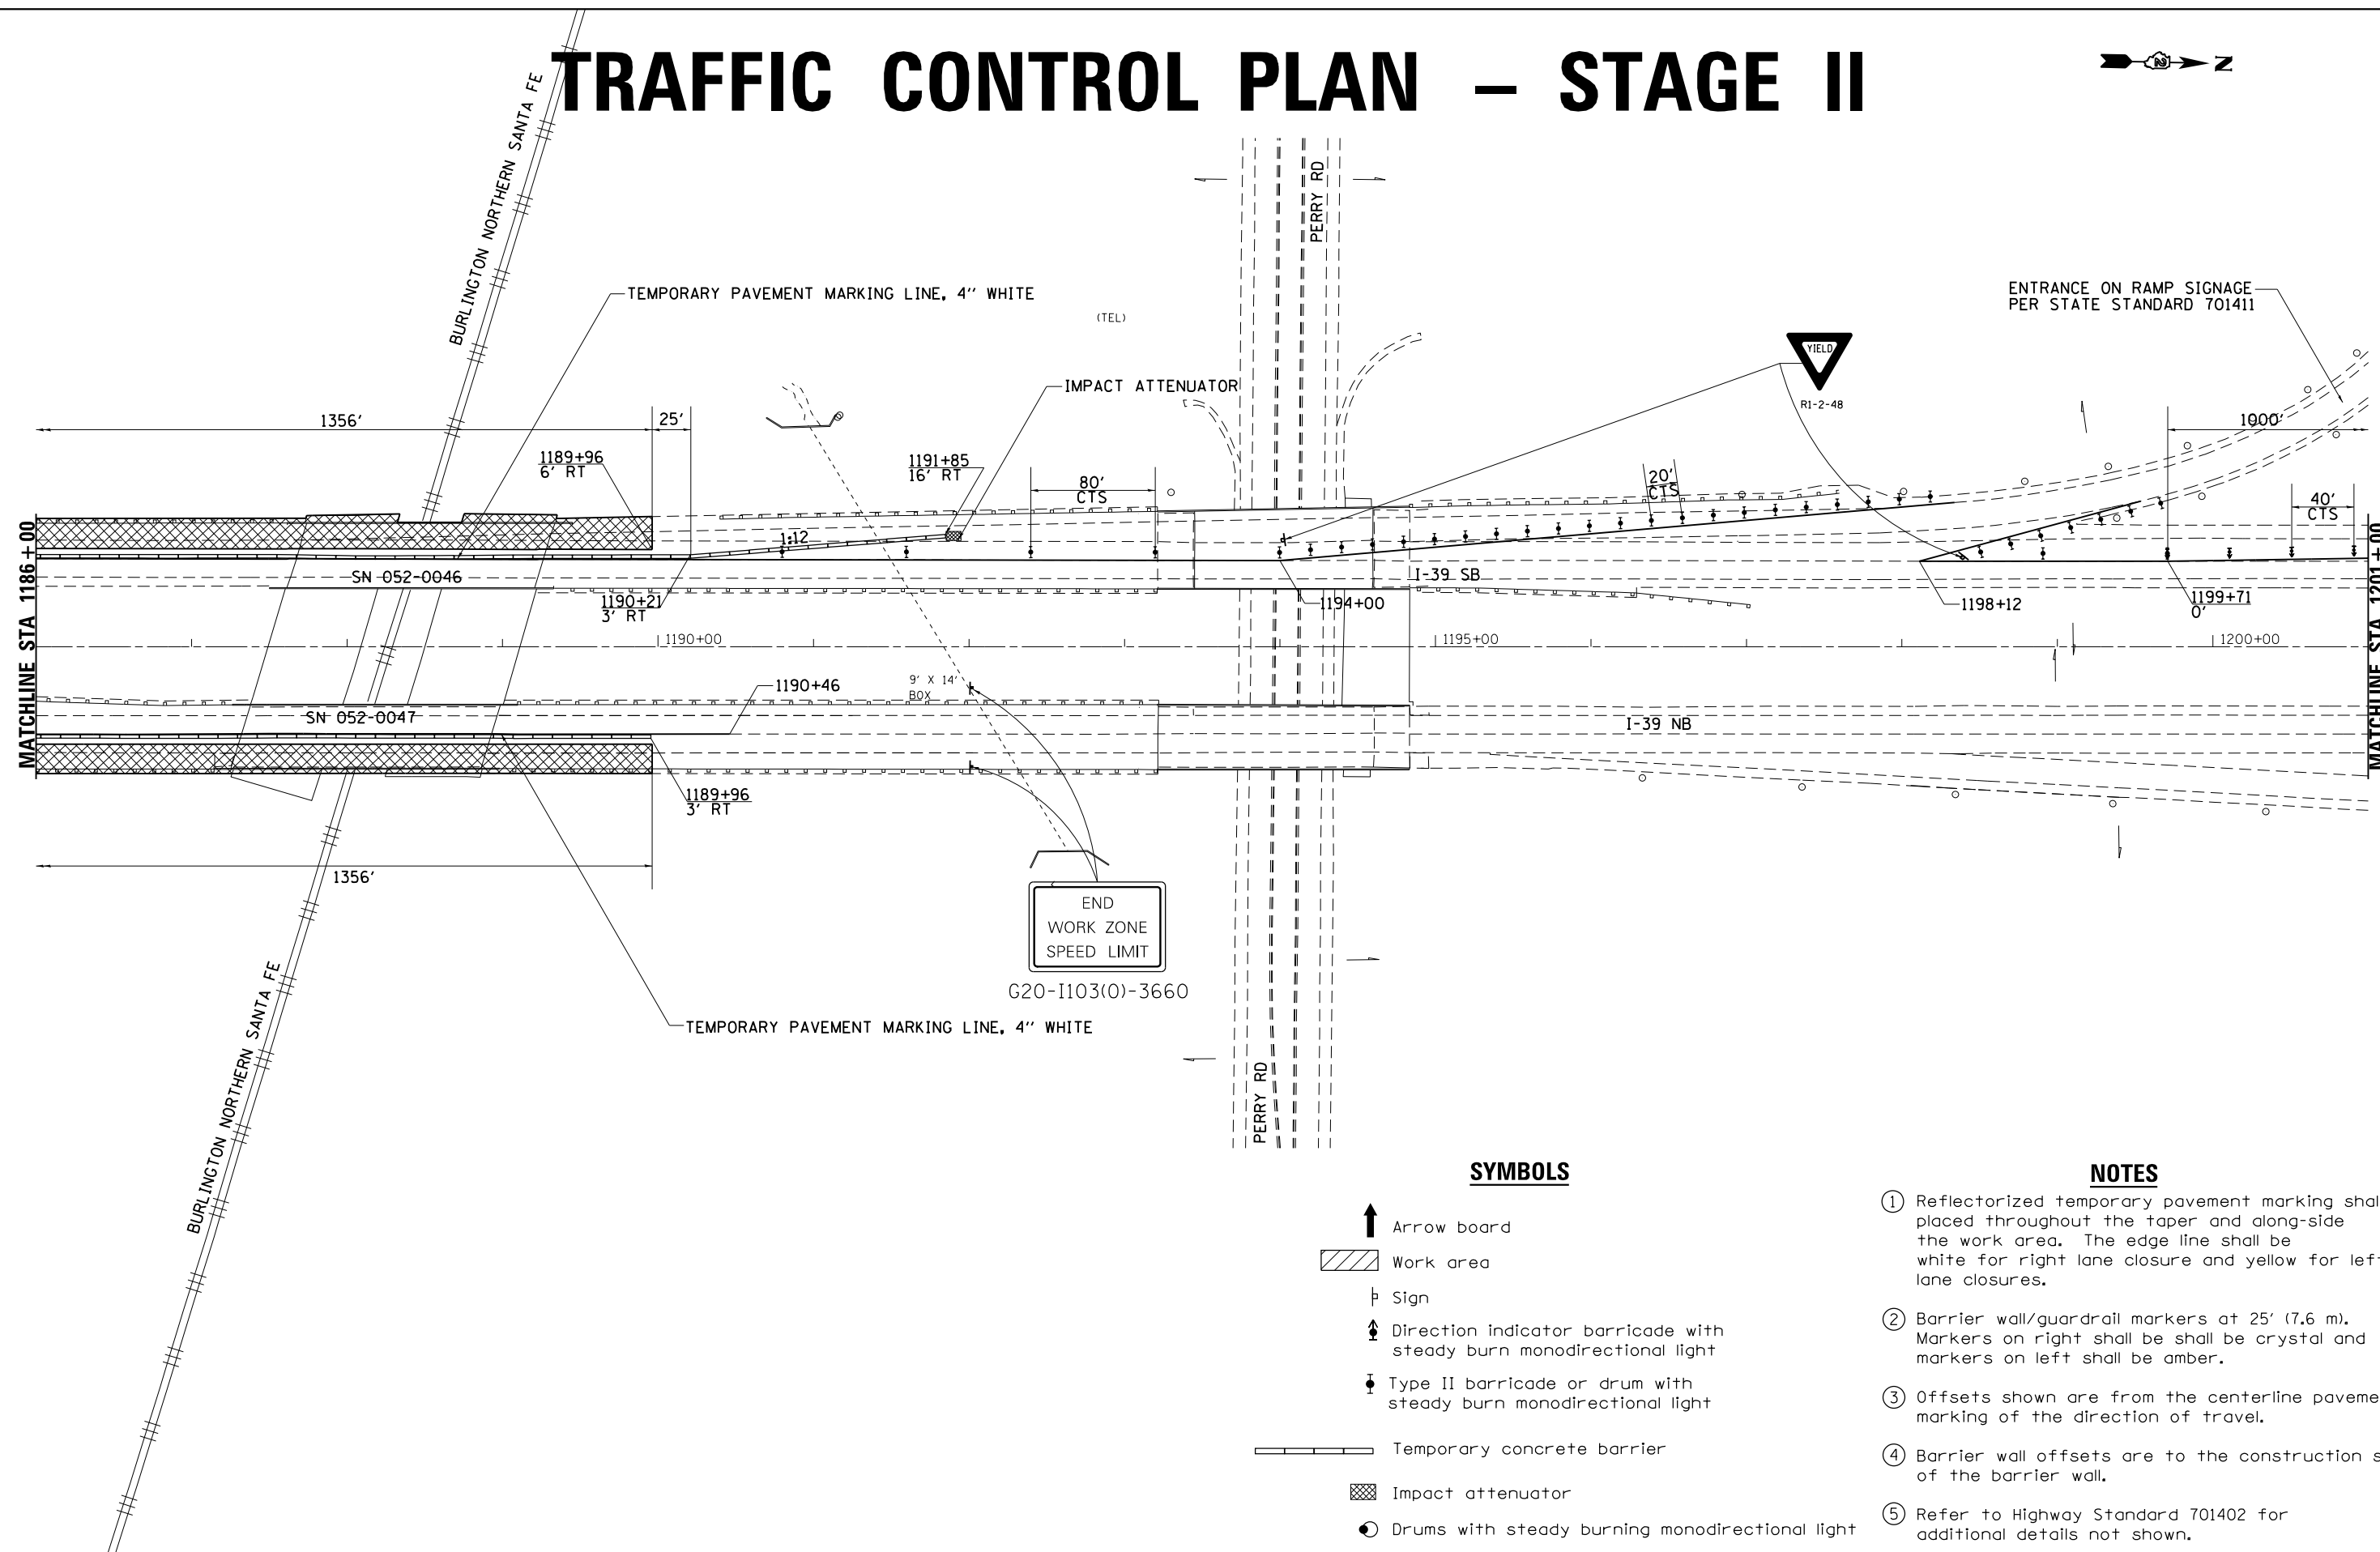 TRAFFIC CONTROL PLAN – STAGE II
N
BURLINGTON NORTHERN SANTA FE
PERRY RD
TEMPORARY PAVEMENT MARKING LINE, 4'' WHITE
(TEL)
ENTRANCE ON RAMP SIGNAGE
PER STATE STANDARD 701411
YIELD
R1-2-48
IMPACT ATTENUATOR
1356'
25'
1000'
1189+96
6' RT
1191+85
16' RT
80'
CTS
20'
CTS
40'
CTS
1:12
MATCHLINE STA 1186+00
MATCHLINE STA 1201+00
SN 052-0046
I-39 SB
1190+21
3' RT
1194+00
1198+12
1199+71
0'
1190+00
1195+00
1200+00
1190+46
9' X 14'
BOX
SN 052-0047
I-39 NB
1189+96
3' RT
1356'
END
WORK ZONE
SPEED LIMIT
G20-I103(0)-3660
BURLINGTON NORTHERN SANTA FE
TEMPORARY PAVEMENT MARKING LINE, 4'' WHITE
PERRY RD
SYMBOLS
Arrow board
Work area
Sign
Direction indicator barricade with
steady burn monodirectional light
Type II barricade or drum with
steady burn monodirectional light
Temporary concrete barrier
Impact attenuator
Drums with steady burning monodirectional light
NOTES
1 Reflectorized temporary pavement marking shal
placed throughout the taper and along-side
the work area. The edge line shall be
white for right lane closure and yellow for left
lane closures.
2 Barrier wall/guardrail markers at 25' (7.6 m).
Markers on right shall be shall be crystal and
markers on left shall be amber.
3 Offsets shown are from the centerline paveme
marking of the direction of travel.
4 Barrier wall offsets are to the construction s
of the barrier wall.
5 Refer to Highway Standard 701402 for
additional details not shown.